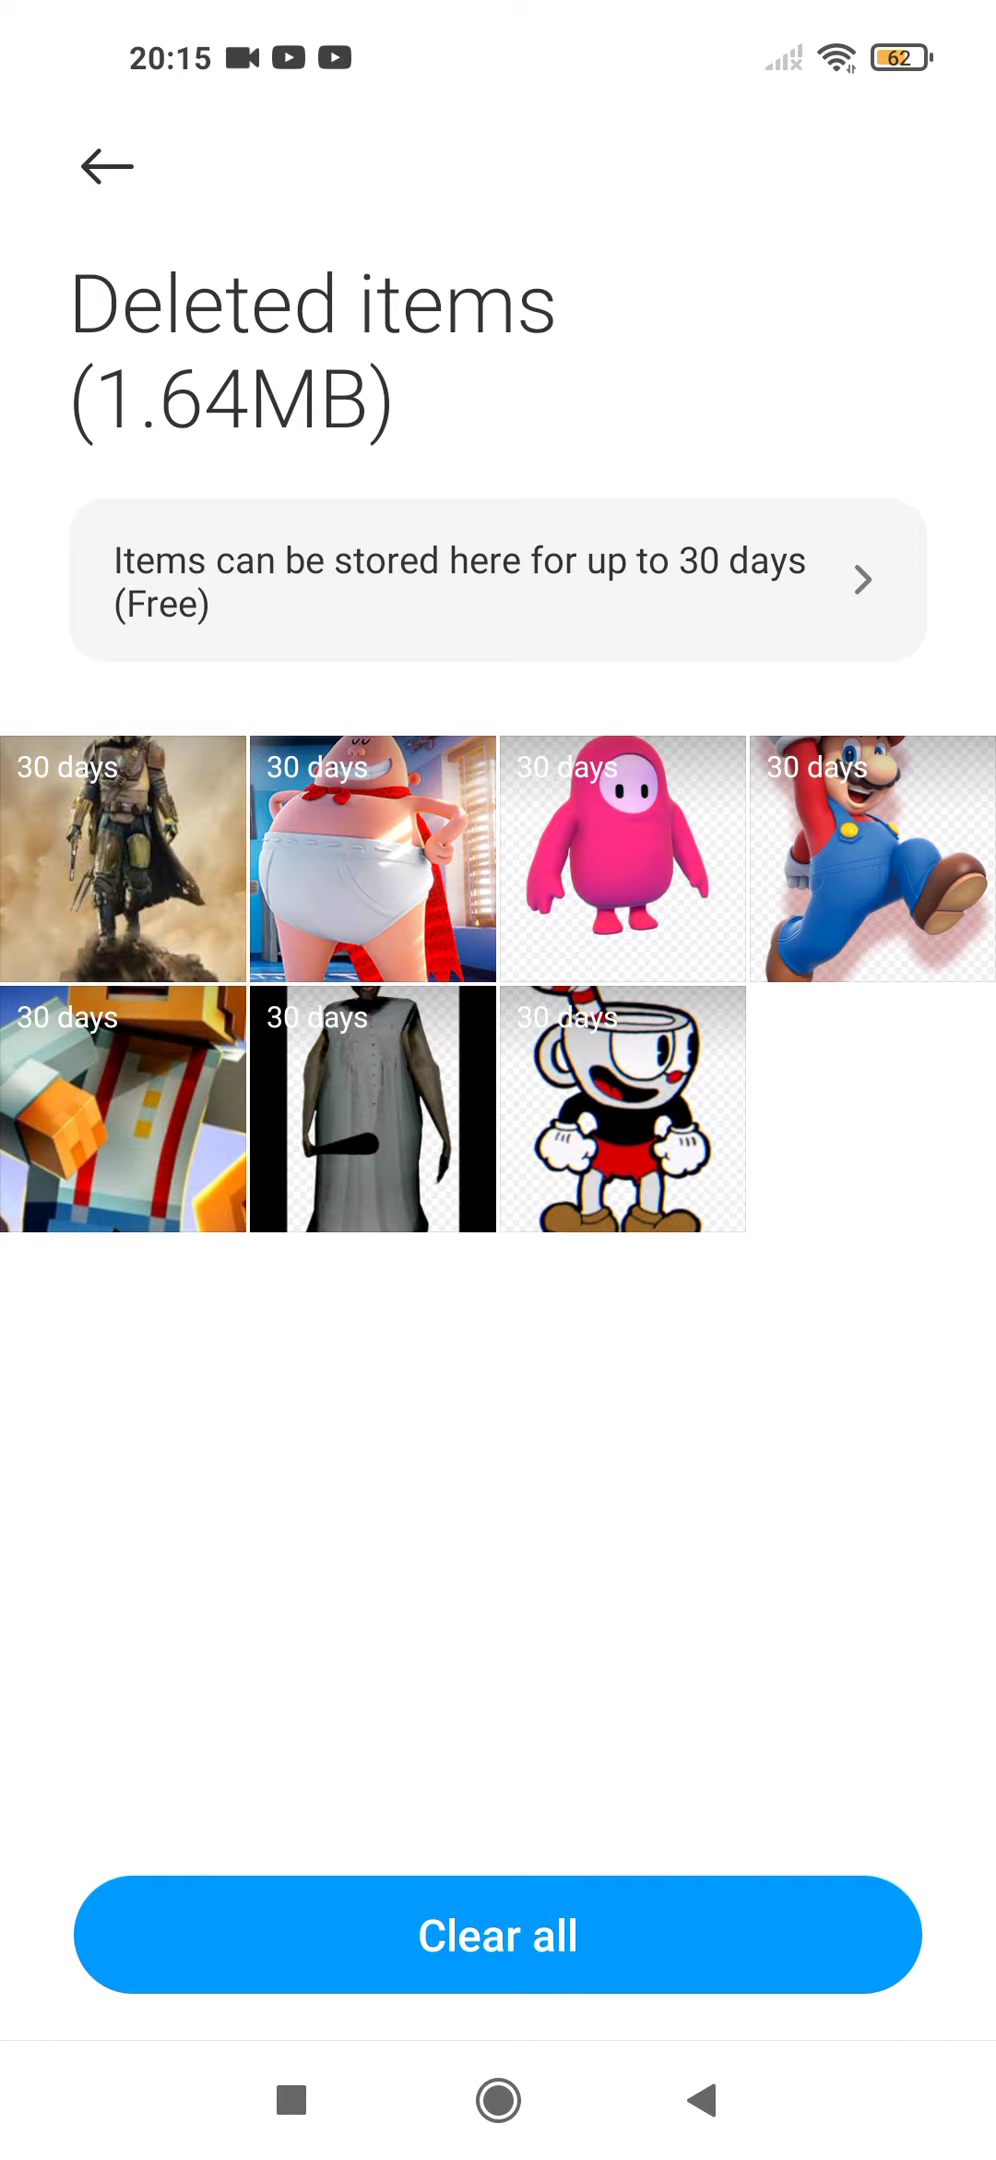 20:15
62
Deleted items
(1.64MB)
Items can be stored here for up to 30 days
(Free)
30 days
30 days
30 days
30 days
30 days
30 days
30 days
Clear all